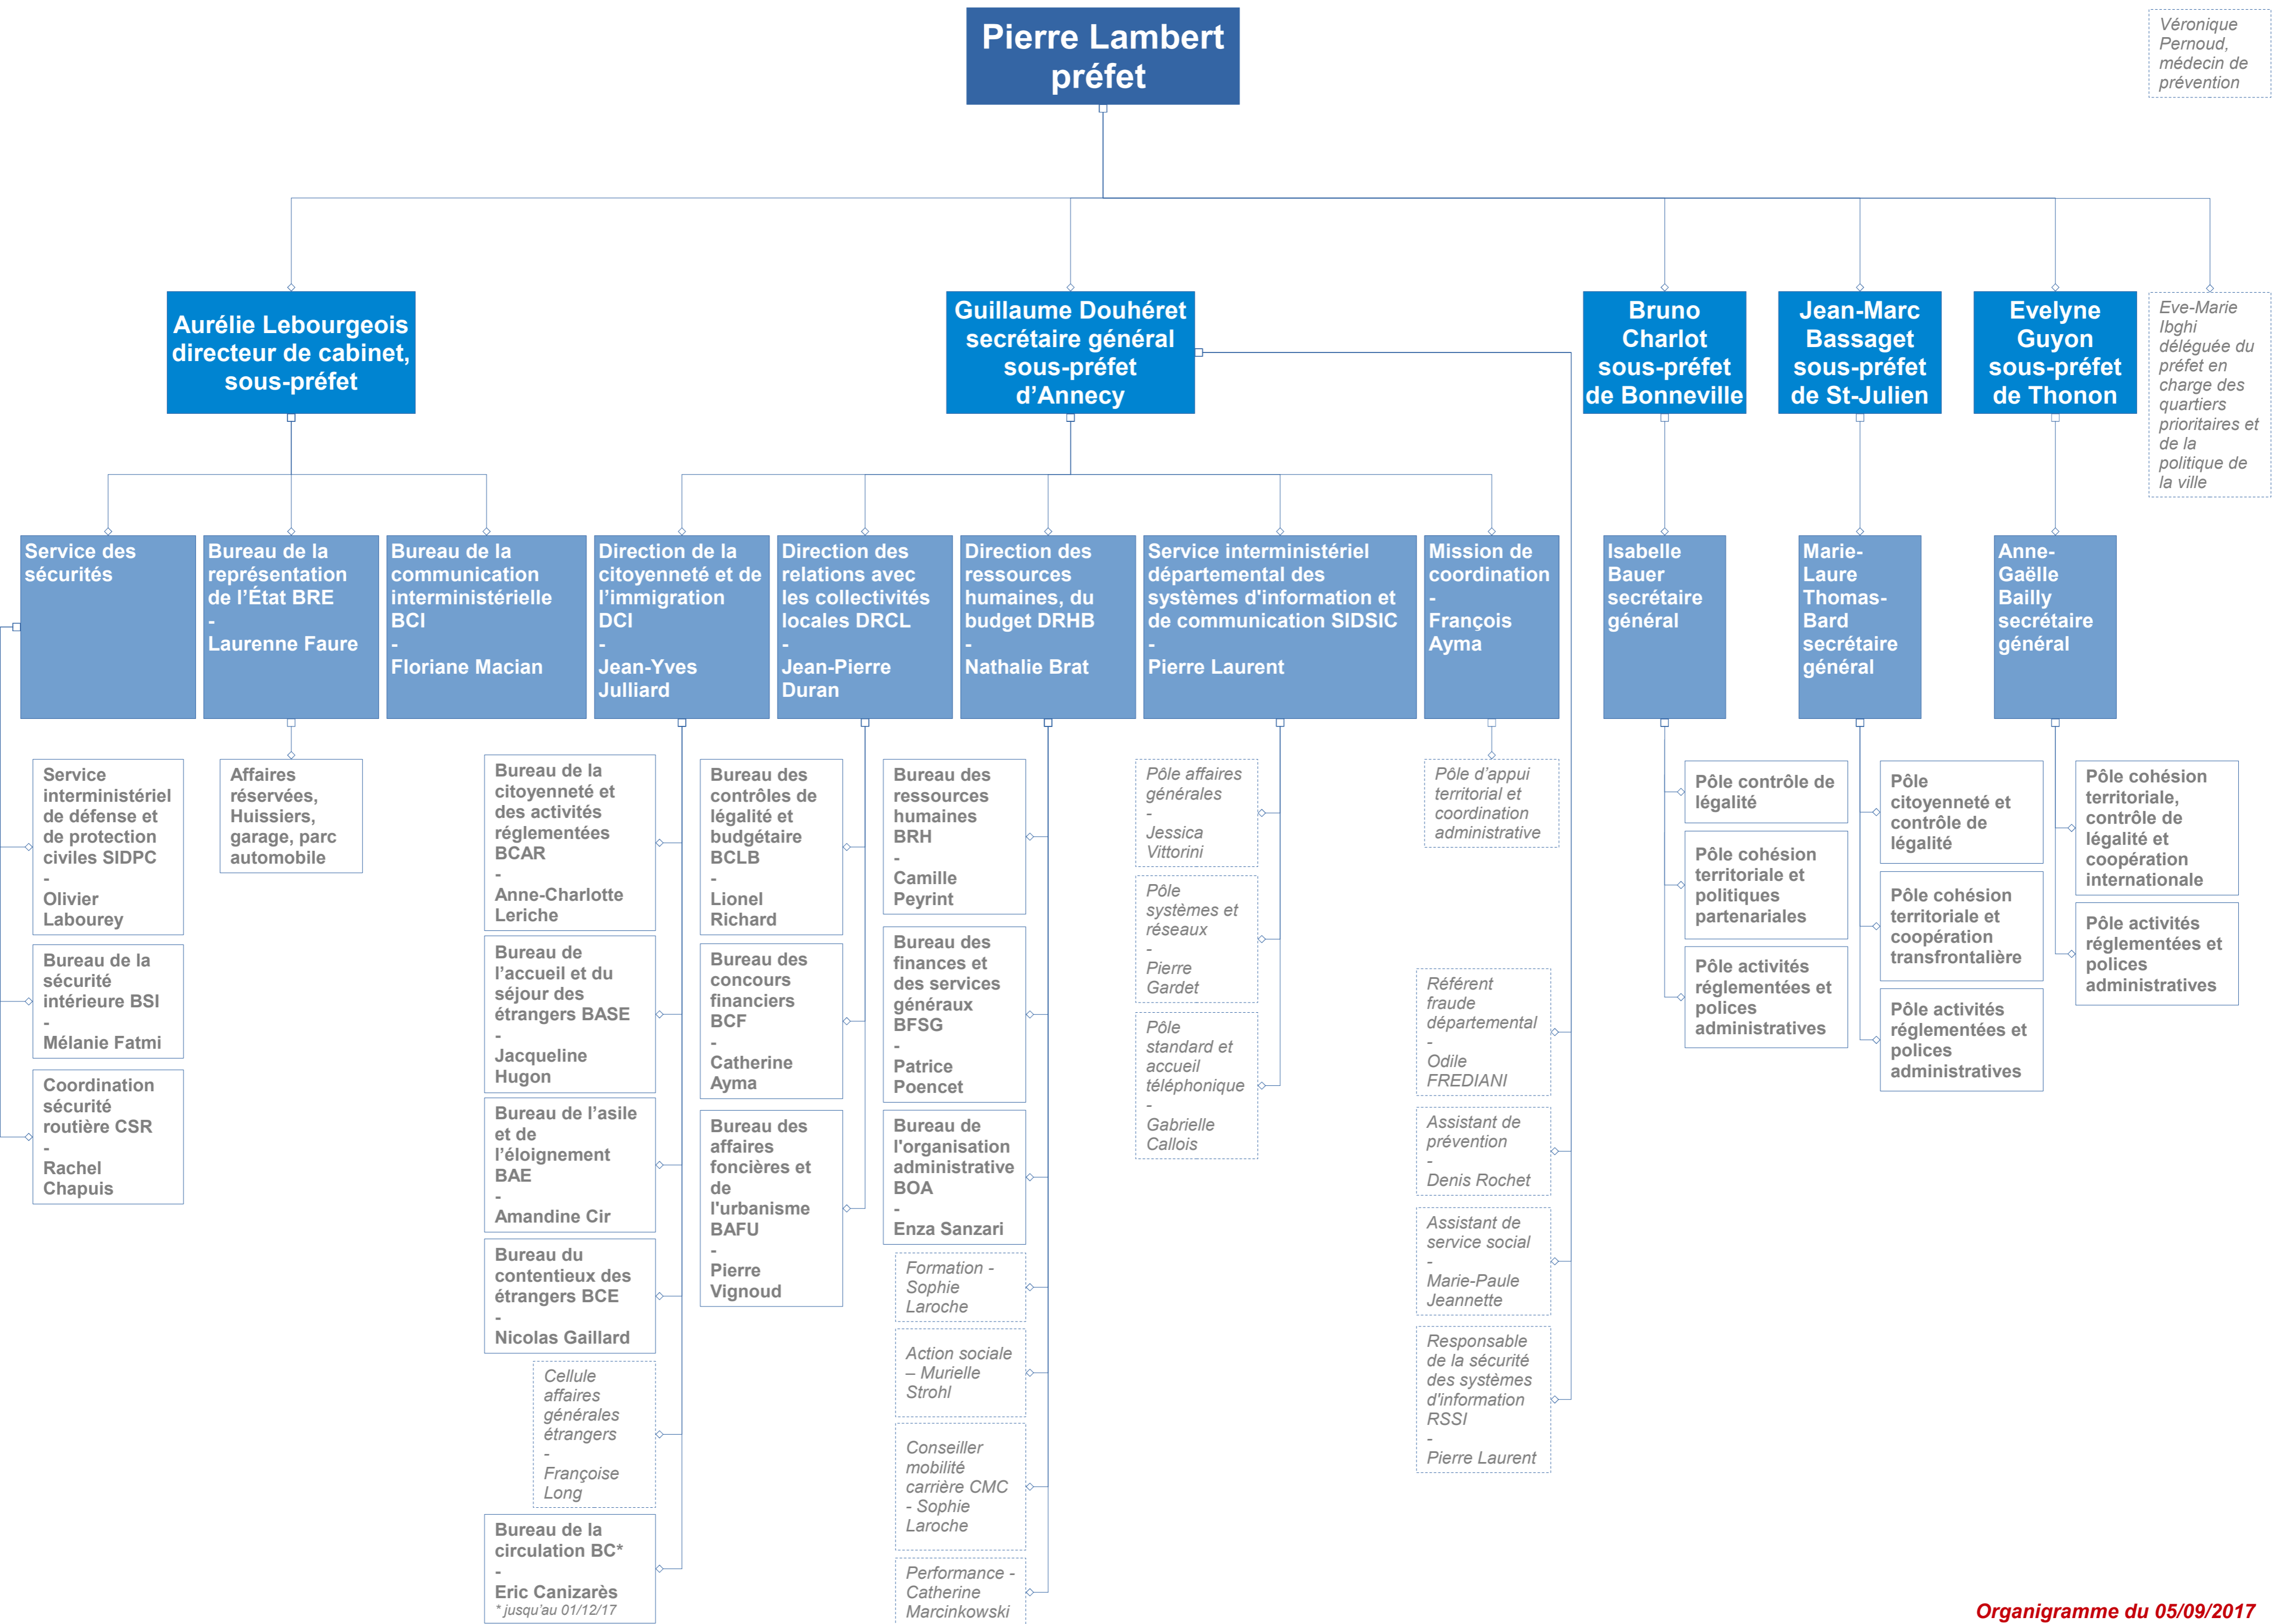 Pierre Lambert
préfet
Véronique
Pernoud,
médecin de
prévention
Aurélie Lebourgeois
directeur de cabinet,
sous-préfet
Guillaume Douhéret
secrétaire général
sous-préfet
d’Annecy
Bruno
Charlot
sous-préfet
de Bonneville
Jean-Marc
Bassaget
sous-préfet
de St-Julien
Evelyne
Guyon
sous-préfet
de Thonon
Eve-Marie
Ibghi
déléguée du
préfet en
charge des
quartiers
prioritaires et
de la
politique de
la ville
Service des
sécurités
Bureau de la
représentation
de l’État BRE
-
Laurenne Faure
Bureau de la
communication
interministérielle
BCI
-
Floriane Macian
Direction de la
citoyenneté et de
l’immigration
DCI
-
Jean-Yves
Julliard
Direction des
relations avec
les collectivités
locales DRCL
-
Jean-Pierre
Duran
Direction des
ressources
humaines, du
budget DRHB
-
Nathalie Brat
Service interministériel
départemental des
systèmes d'information et
de communication SIDSIC
-
Pierre Laurent
Mission de
coordination
-
François
Ayma
Isabelle
Bauer
secrétaire
général
Marie-
Laure
Thomas-
Bard
secrétaire
général
Anne-
Gaëlle
Bailly
secrétaire
général
Service
interministériel
de défense et
de protection
civiles SIDPC
-
Olivier
Labourey
Bureau de la
sécurité
intérieure BSI
-
Mélanie Fatmi
Coordination
sécurité
routière CSR
-
Rachel
Chapuis
Affaires
réservées,
Huissiers,
garage, parc
automobile
Bureau de la
citoyenneté et
des activités
réglementées
BCAR
-
Anne-Charlotte
Leriche
Bureau de
l’accueil et du
séjour des
étrangers BASE
-
Jacqueline
Hugon
Bureau de l’asile
et de
l’éloignement
BAE
-
Amandine Cir
Bureau du
contentieux des
étrangers BCE
-
Nicolas Gaillard
Cellule
affaires
générales
étrangers
-
Françoise
Long
Bureau de la
circulation BC*
-
Eric Canizarès
* jusqu’au 01/12/17
Bureau des
contrôles de
légalité et
budgétaire
BCLB
-
Lionel
Richard
Bureau des
concours
financiers
BCF
-
Catherine
Ayma
Bureau des
affaires
foncières et
de
l'urbanisme
BAFU
-
Pierre
Vignoud
Bureau des
ressources
humaines
BRH
-
Camille
Peyrint
Bureau des
finances et
des services
généraux
BFSG
-
Patrice
Poencet
Bureau de
l'organisation
administrative
BOA
-
Enza Sanzari
Formation -
Sophie
Laroche
Action sociale
– Murielle
Strohl
Conseiller
mobilité
carrière CMC
- Sophie
Laroche
Performance -
Catherine
Marcinkowski
Pôle affaires
générales
-
Jessica
Vittorini
Pôle
systèmes et
réseaux
-
Pierre
Gardet
Pôle
standard et
accueil
téléphonique
-
Gabrielle
Callois
Pôle d’appui
territorial et
coordination
administrative
Référent
fraude
départemental
-
Odile
FREDIANI
Assistant de
prévention
-
Denis Rochet
Assistant de
service social
-
Marie-Paule
Jeannette
Responsable
de la sécurité
des systèmes
d'information
RSSI
-
Pierre Laurent
Pôle contrôle de
légalité
Pôle cohésion
territoriale et
politiques
partenariales
Pôle activités
réglementées et
polices
administratives
Pôle
citoyenneté et
contrôle de
légalité
Pôle cohésion
territoriale et
coopération
transfrontalière
Pôle activités
réglementées et
polices
administratives
Pôle cohésion
territoriale,
contrôle de
légalité et
coopération
internationale
Pôle activités
réglementées et
polices
administratives
Organigramme du 05/09/2017